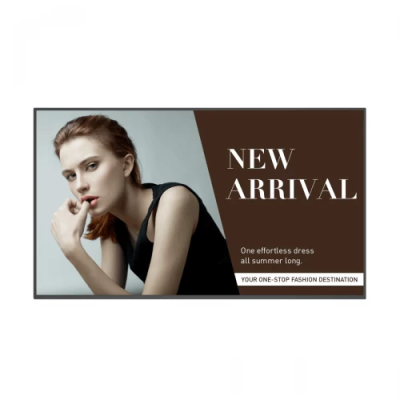 NEW
ARRIVAL
One effortless dress
all summer long.
YOUR ONE-STOP FASHION DESTINATION